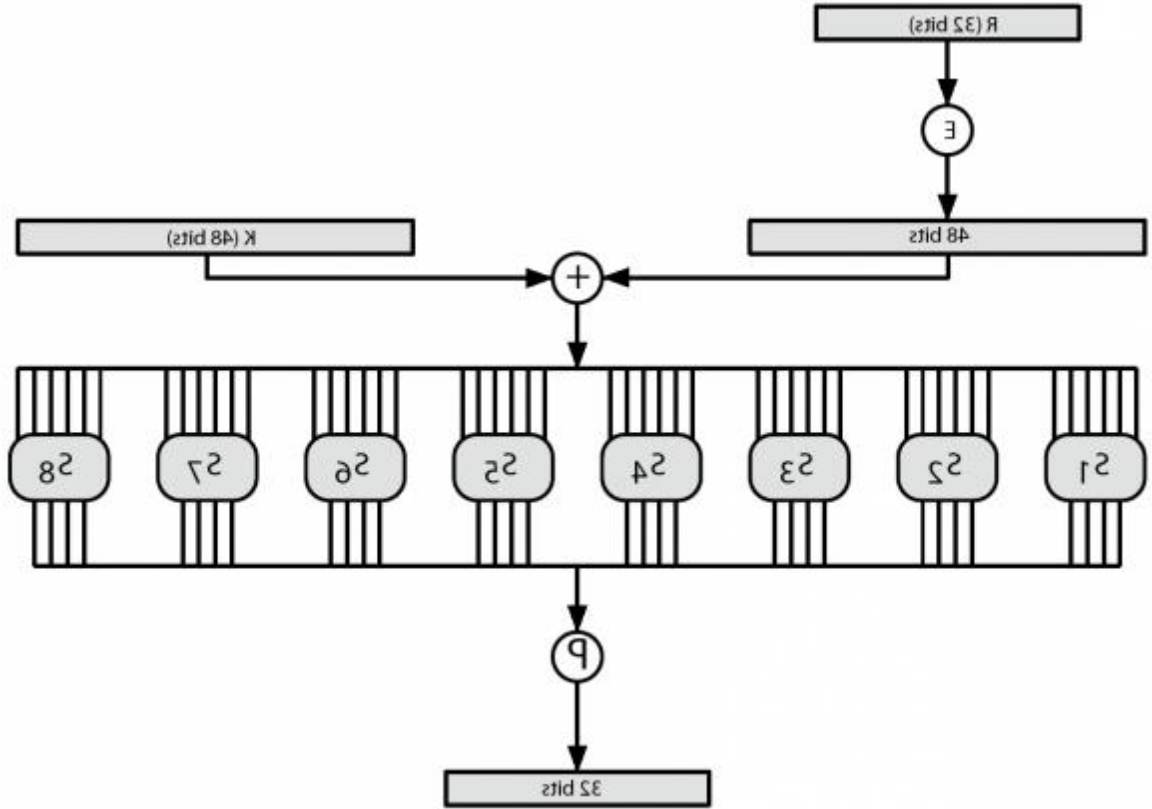 R (32 bits)
E
48 bits
K (48 bits)
+
S1 S2 S3 S4 S5 S6 S7 S8
P
32 bits